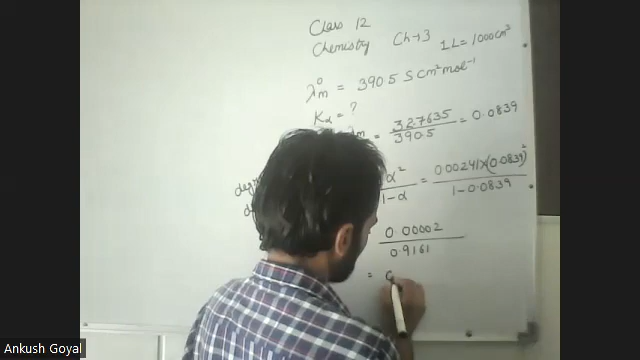 Class 12
Chemistry Ch-3 1L = 1000cm³
λ°m = 390.5 S cm² mol⁻¹
Kα = ?
m = 32.7635 / 390.5 = 0.0839
α² / 1-α = 0.00241×(0.0839)² / 1-0.0839
0.00002 / 0.9161
=
Ankush Goyal